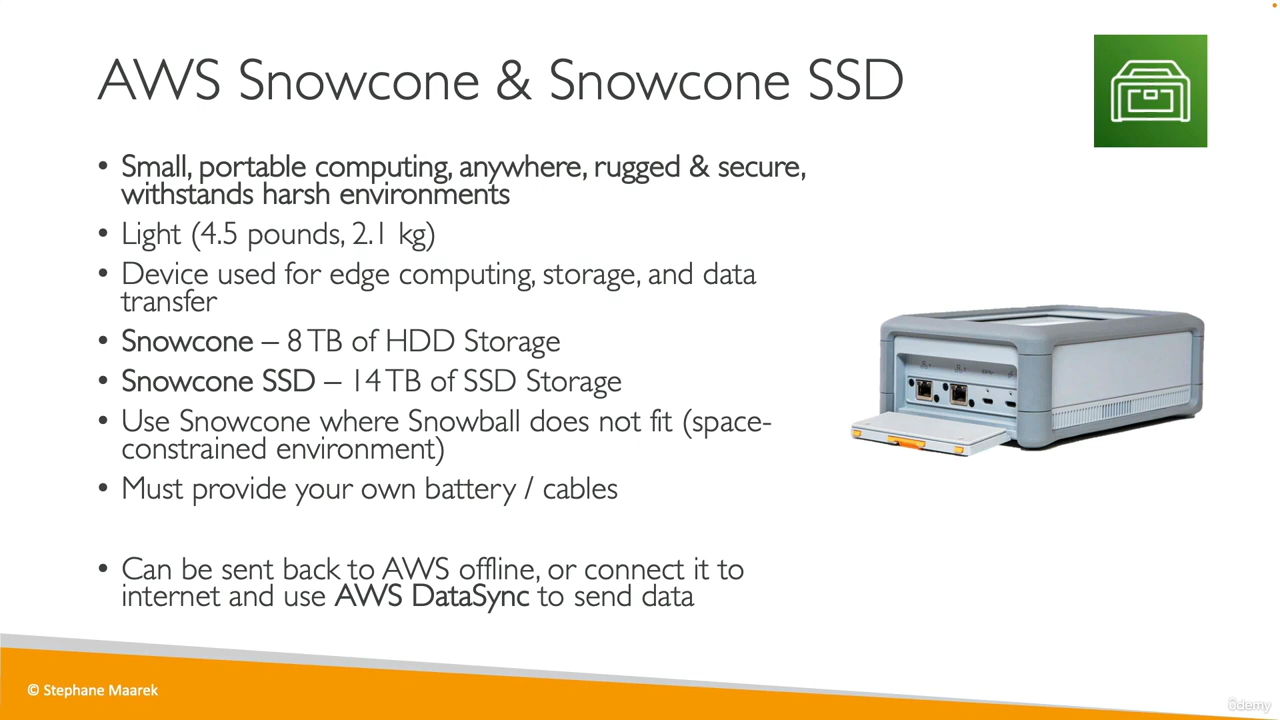 AWS Snowcone & Snowcone SSD
• Small, portable computing, anywhere, rugged & secure,
withstands harsh environments
• Light (4.5 pounds, 2.1 kg)
• Device used for edge computing, storage, and data
transfer
• Snowcone – 8 TB of HDD Storage
• Snowcone SSD – 14 TB of SSD Storage
• Use Snowcone where Snowball does not fit (space-
constrained environment)
• Must provide your own battery / cables
• Can be sent back to AWS offline, or connect it to
internet and use AWS DataSync to send data
© Stephane Maarek
ûdemy